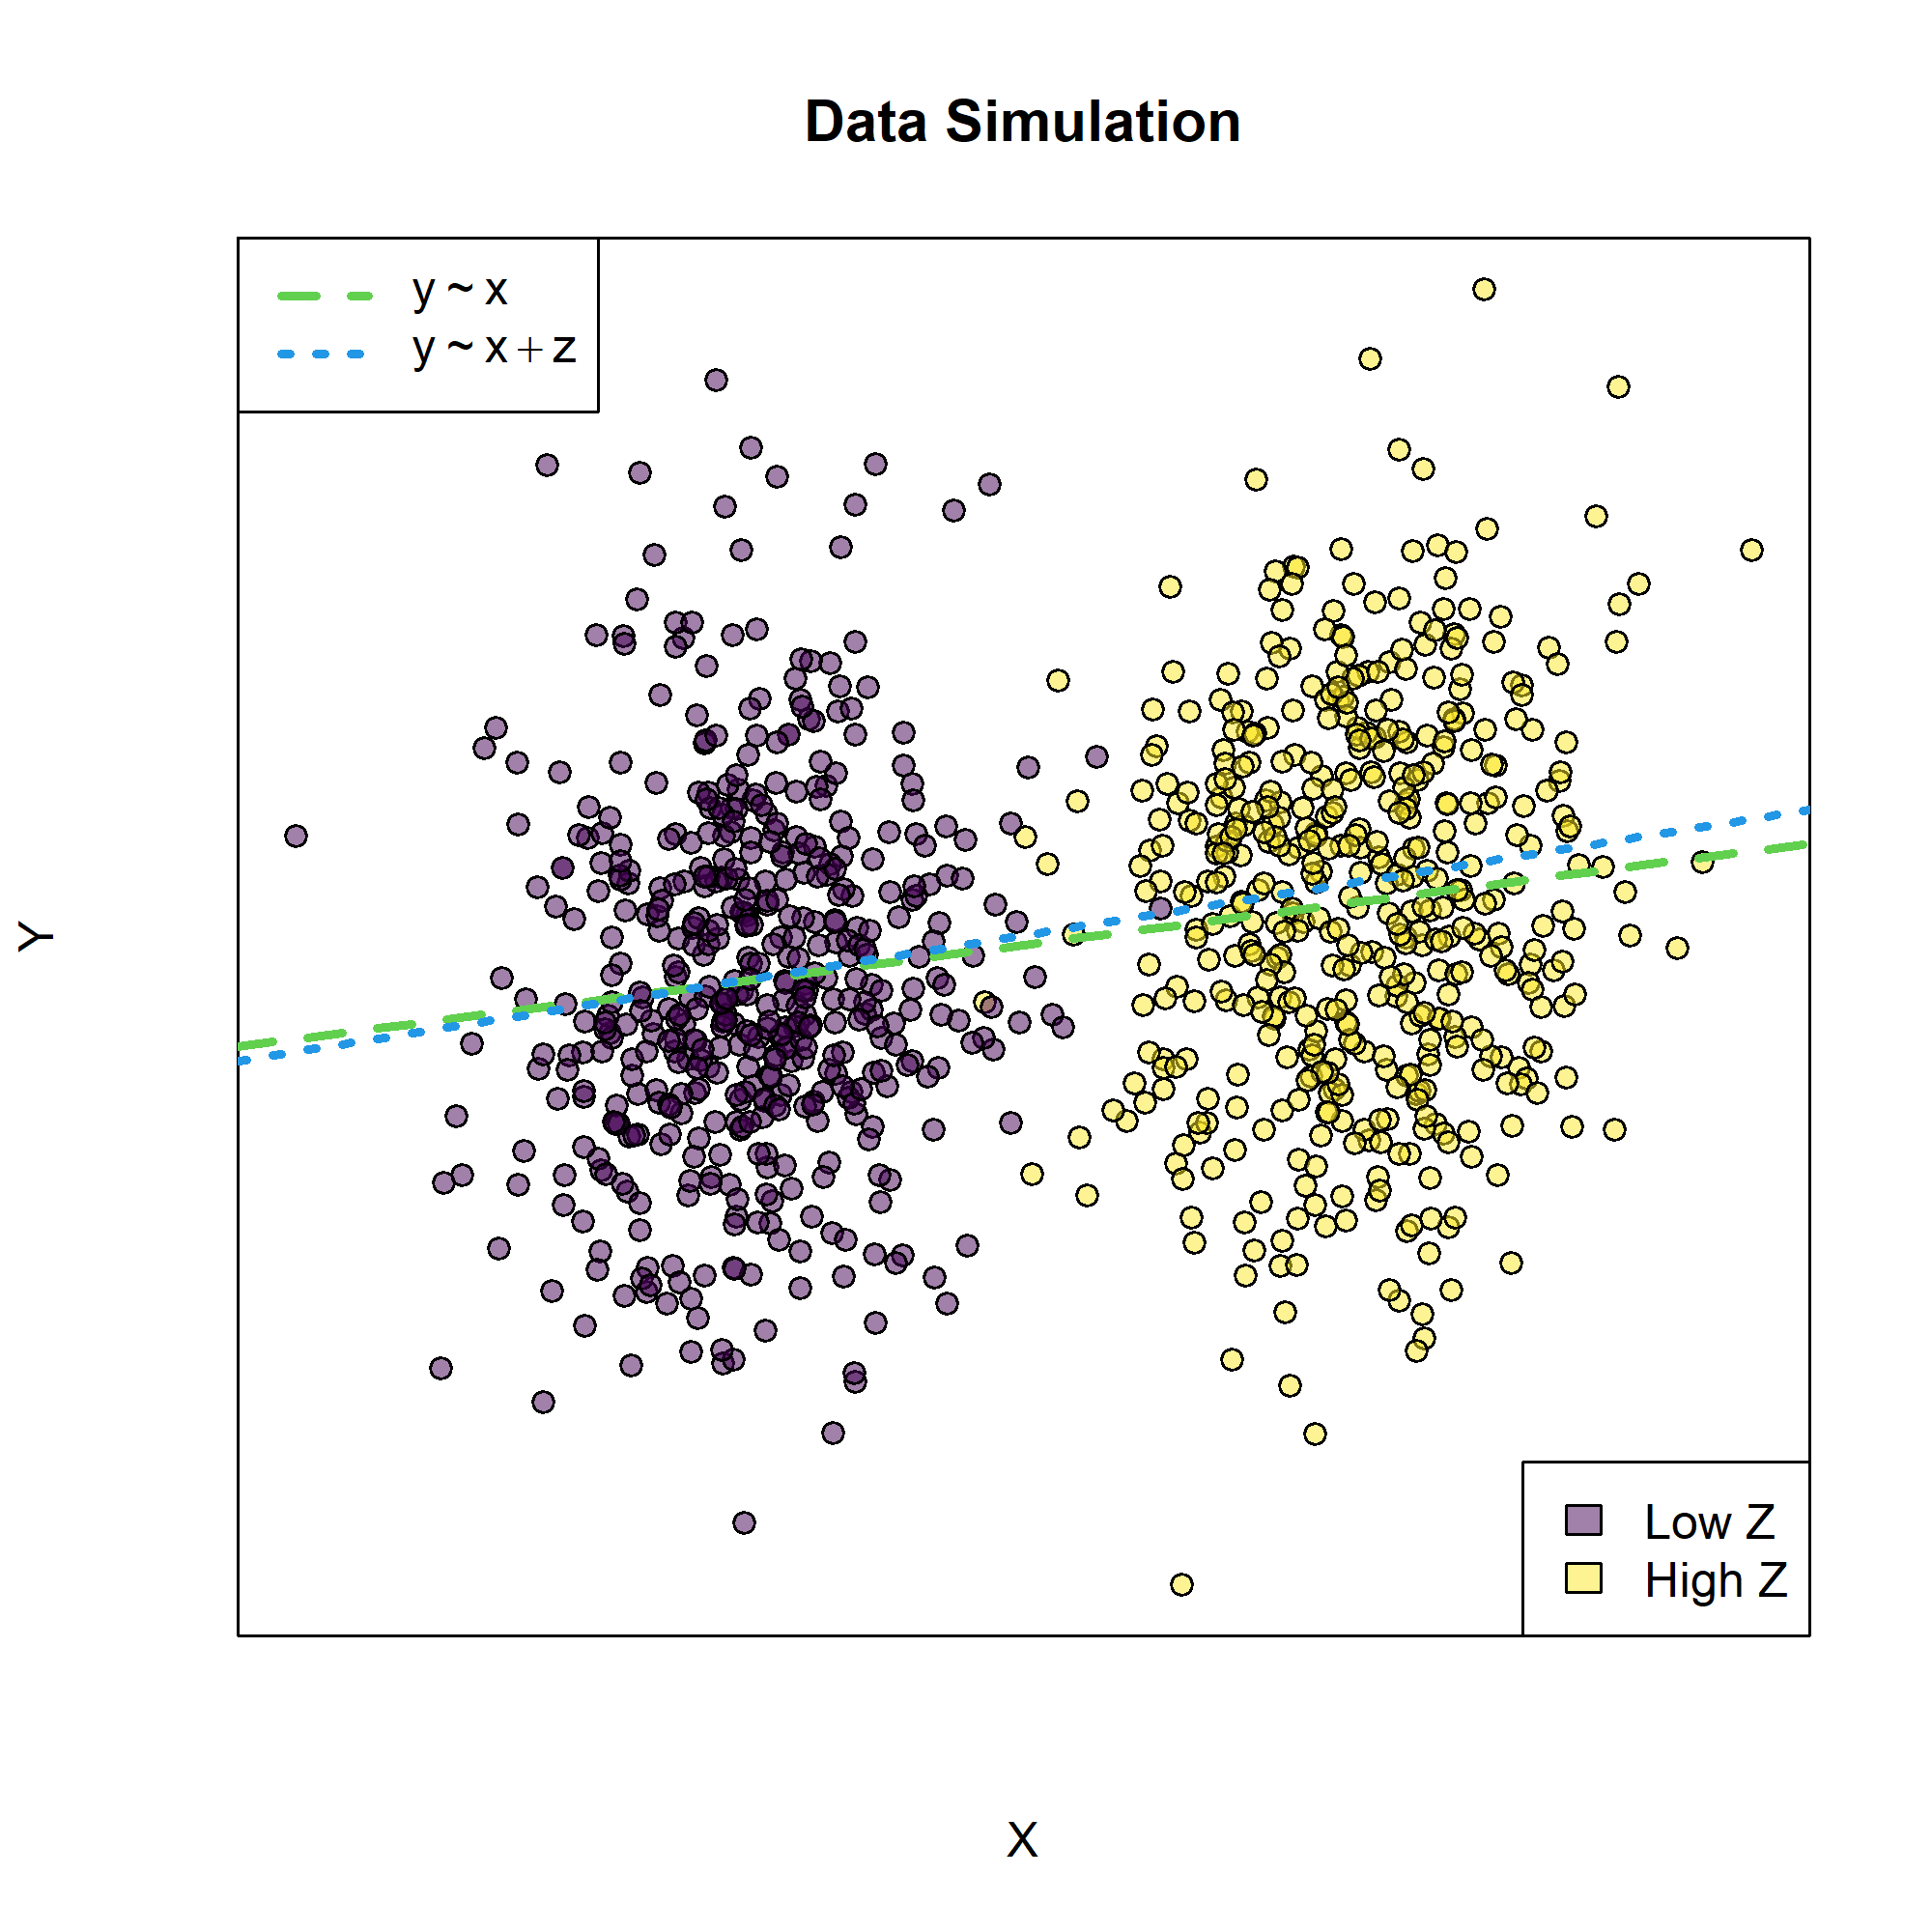 Data Simulation
y ~ x
y ~ x + z
Y
Low Z
High Z
X